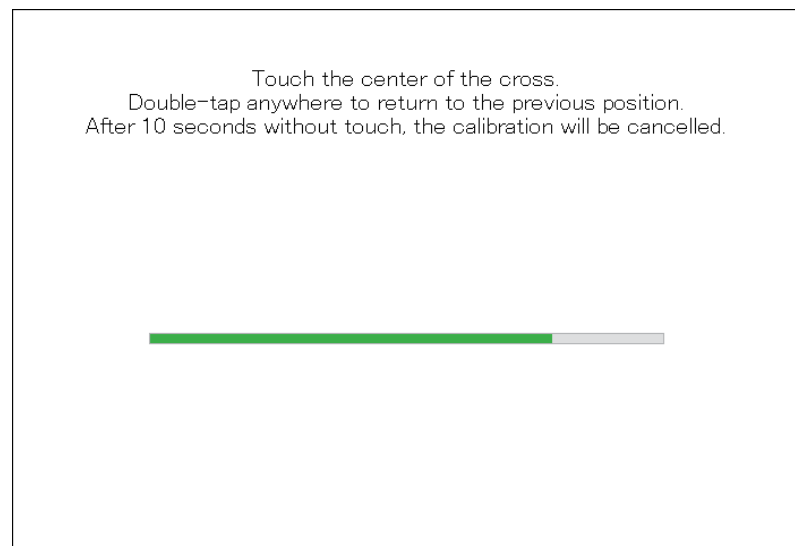 Touch the center of the cross.
Double-tap anywhere to return to the previous position.
After 10 seconds without touch, the calibration will be cancelled.